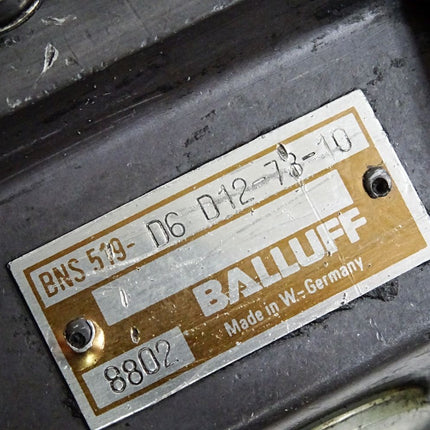 BNS 519- D6 D12-73-10
BALLUFF
8802 Made in W.-Germany